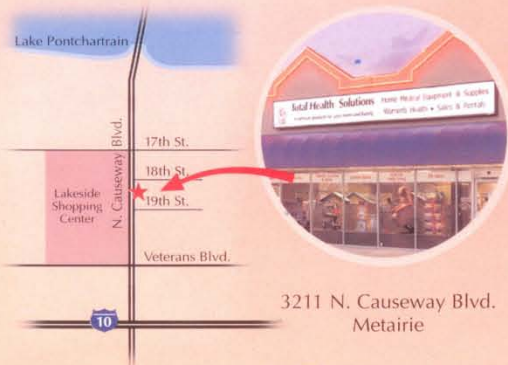 Lake Pontchartrain
N. Causeway Blvd.
17th St.
18th St.
19th St.
Lakeside
Shopping
Center
Veterans Blvd.
10
Total Health Solutions
Home Medical Equipment & Supplies
Women's Health • Sales & Rentals
3211 N. Causeway Blvd.
Metairie